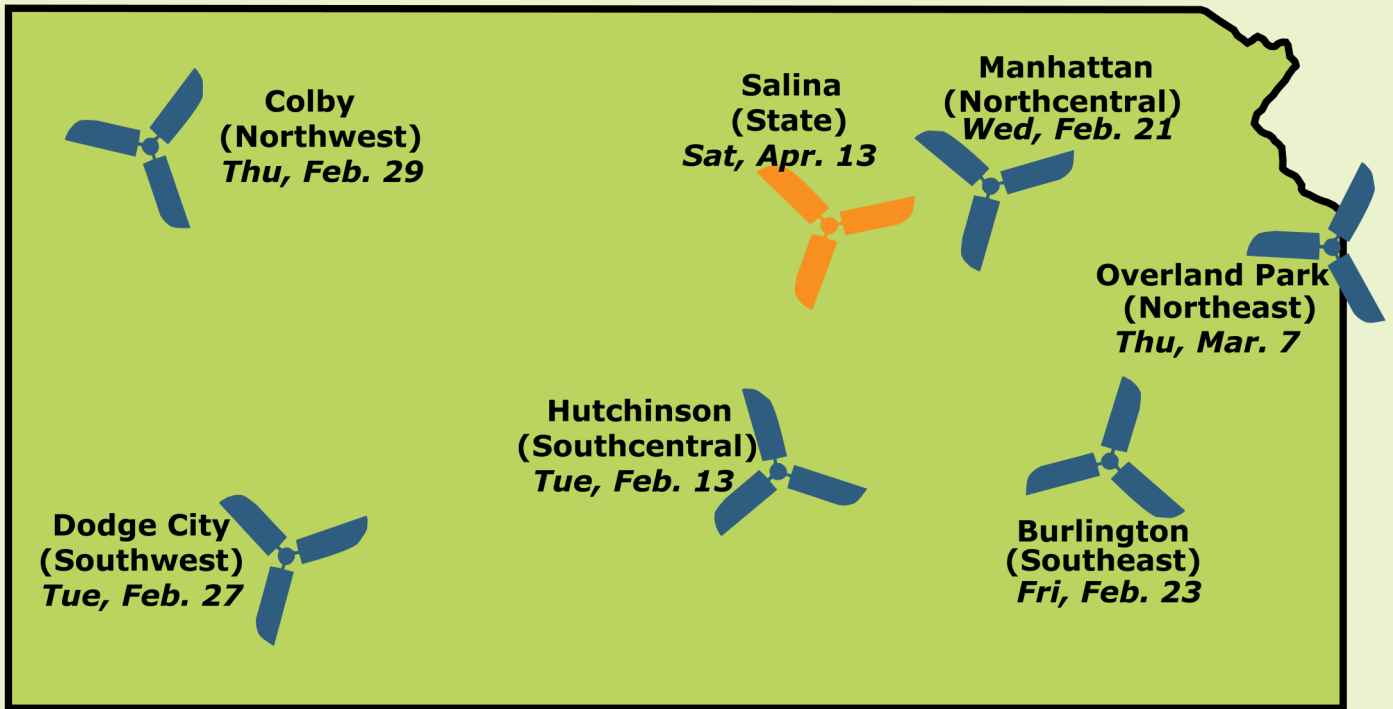 Colby
(Northwest)
Thu, Feb. 29
Salina
(State)
Sat, Apr. 13
Manhattan
(Northcentral)
Wed, Feb. 21
Overland Park
(Northeast)
Thu, Mar. 7
Hutchinson
(Southcentral)
Tue, Feb. 13
Dodge City
(Southwest)
Tue, Feb. 27
Burlington
(Southeast)
Fri, Feb. 23